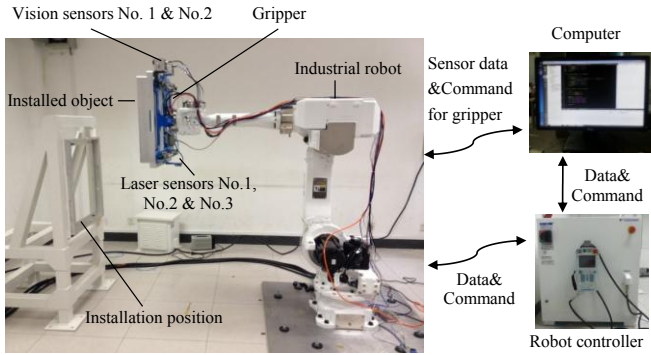 Vision sensors No. 1 & No.2
Gripper
Computer
Industrial robot
Sensor data
&Command
for gripper
Installed object
Laser sensors No.1,
No.2 & No.3
Data&
Command
Data&
Command
Installation position
Robot controller